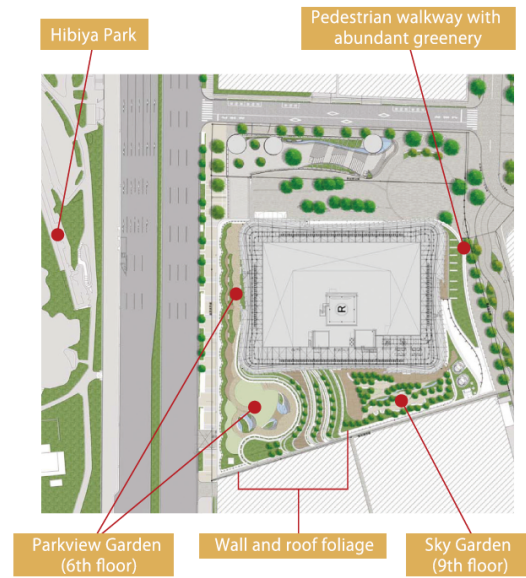 Hibiya Park
Pedestrian walkway with
abundant greenery
R
Parkview Garden
(6th floor)
Wall and roof foliage
Sky Garden
(9th floor)